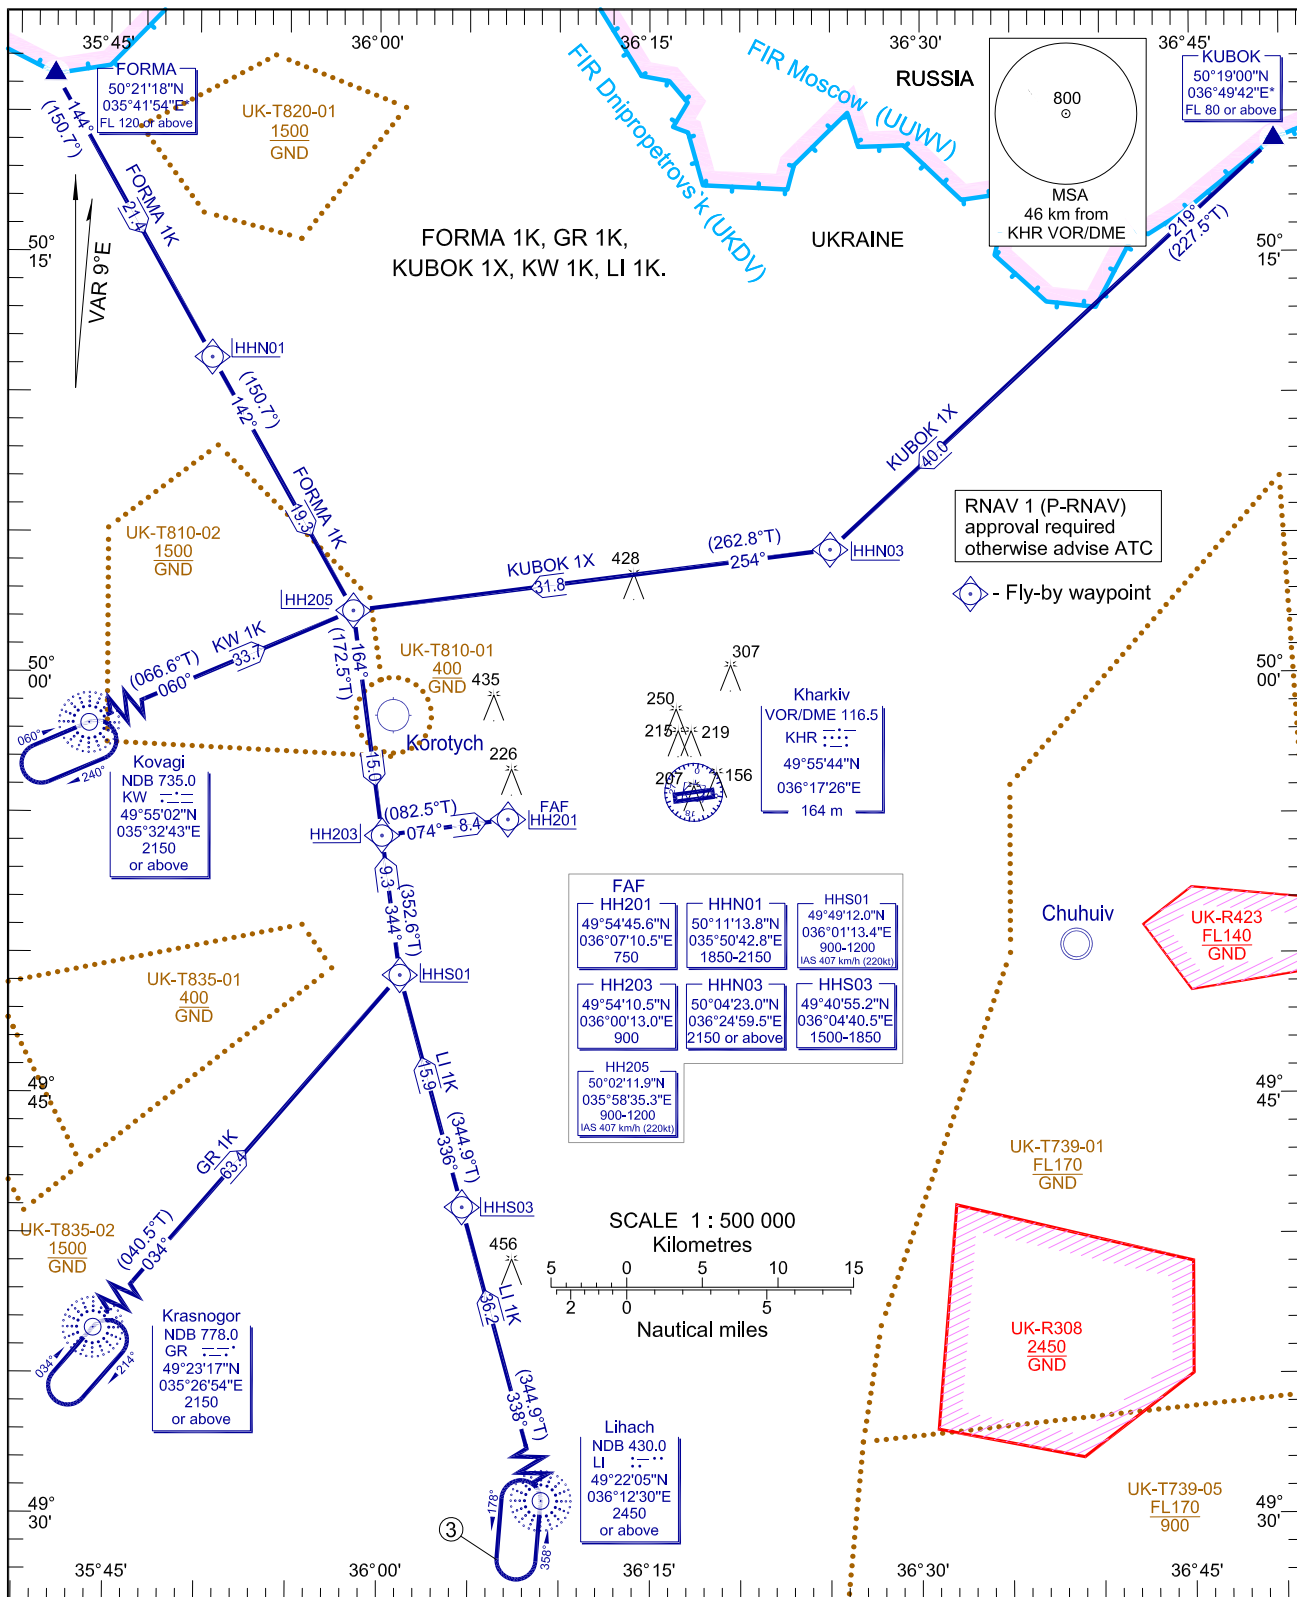 35°45'
36°00'
36°15'
36°30'
36°45'
FORMA
50°21'18"N
035°41'54"E
FL 120 or above
144°
(150.7°)
FORMA 1K
21.4
UK-T820-01
1500
GND
FIR Moscow (UUWV)
FIR Dnipropetrovs`k (UKDV)
RUSSIA
UKRAINE
800
MSA
46 km from
KHR VOR/DME
KUBOK
50°19'00"N
036°49'42"E*
FL 80 or above
219°
(227.5°T)
50°
15'
50°
15'
VAR 9°E
FORMA 1K, GR 1K,
KUBOK 1X, KW 1K, LI 1K.
HHN01
(150.7°)
142°
FORMA 1K
19.3
KUBOK 1X
40.0
RNAV 1 (P-RNAV)
approval required
otherwise advise ATC
- Fly-by waypoint
UK-T810-02
1500
GND
(262.8°T)
254°
HHN03
KUBOK 1X
31.8
428
HH205
KW 1K
33.7
(066.6°T)
060°
164°
(172.5°T)
15.0
UK-T810-01
400
GND
435
Korotych
226
307
250
215
219
207
156
0
18
50°
00'
50°
00'
Kharkiv
VOR/DME 116.5
KHR
49°55'44"N
036°17'26"E
164 m
060°
240°
Kovagi
NDB 735.0
KW
49°55'02"N
035°32'43"E
2150
or above
HH203
(082.5°T)
074°
8.4
FAF
HH201
9.3
344°
(352.6°T)
HHS01
FAF
HH201
49°54'45.6"N
036°07'10.5"E
750
HHN01
50°11'13.8"N
035°50'42.8"E
1850-2150
HHS01
49°49'12.0"N
036°01'13.4"E
900-1200
IAS 407 km/h (220kt)
HH203
49°54'10.5"N
036°00'13.0"E
900
HHN03
50°04'23.0"N
036°24'59.5"E
2150 or above
HHS03
49°40'55.2"N
036°04'40.5"E
1500-1850
HH205
50°02'11.9"N
035°58'35.3"E
900-1200
IAS 407 km/h (220kt)
Chuhuiv
UK-R423
FL140
GND
UK-T835-01
400
GND
49°
45'
49°
45'
LI 1K
15.9
(344.9°T)
336°
GR 1K
63.4
HHS03
UK-T739-01
FL170
GND
UK-T835-02
1500
GND
(040.5°T)
034°
456
SCALE 1 : 500 000
Kilometres
5 0 5 10 15
2 0 5
Nautical miles
LI 1K
36.2
(344.9°T)
338°
034°
214°
Krasnogor
NDB 778.0
GR
49°23'17"N
035°26'54"E
2150
or above
UK-R308
2450
GND
Lihach
NDB 430.0
LI
49°22'05"N
036°12'30"E
2450
or above
178°
358°
3
UK-T739-05
FL170
900
49°
30'
49°
30'
35°45'
36°00'
36°15'
36°30'
36°45'